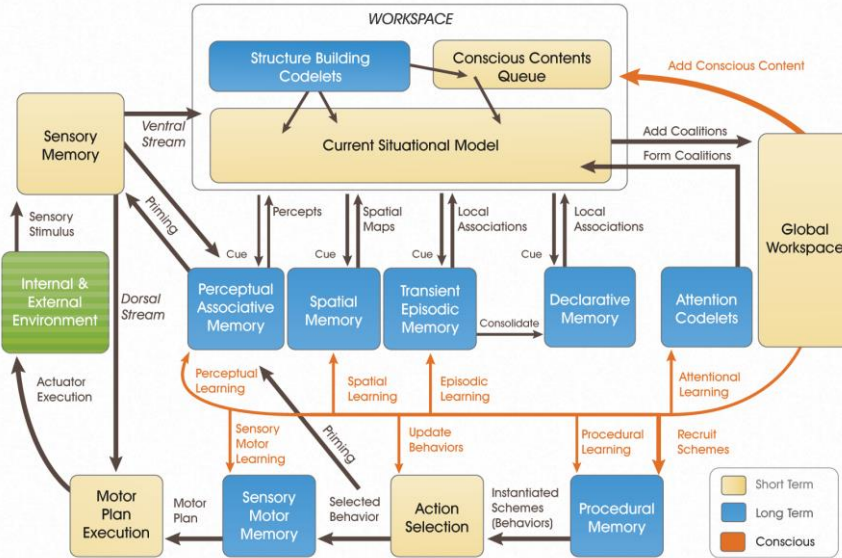 WORKSPACE
Structure Building
Codelets
Conscious Contents
Queue
Add Conscious Content
Sensory
Memory
Ventral
Stream
Current Situational Model
Add Coalitions
Form Coalitions
Global
Workspace
Sensory
Stimulus
Priming
Cue
Percepts
Cue
Spatial
Maps
Cue
Local
Associations
Cue
Local
Associations
Internal &
External
Environment
Dorsal
Stream
Perceptual
Associative
Memory
Spatial
Memory
Transient
Episodic
Memory
Consolidate
Declarative
Memory
Attention
Codelets
Actuator
Execution
Perceptual
Learning
Spatial
Learning
Episodic
Learning
Attentional
Learning
Sensory
Motor
Learning
Priming
Update
Behaviors
Procedural
Learning
Recruit
Schemes
Motor
Plan
Execution
Motor
Plan
Sensory
Motor
Memory
Selected
Behavior
Action
Selection
Instantiated
Schemes
(Behaviors)
Procedural
Memory
Short Term
Long Term
Conscious